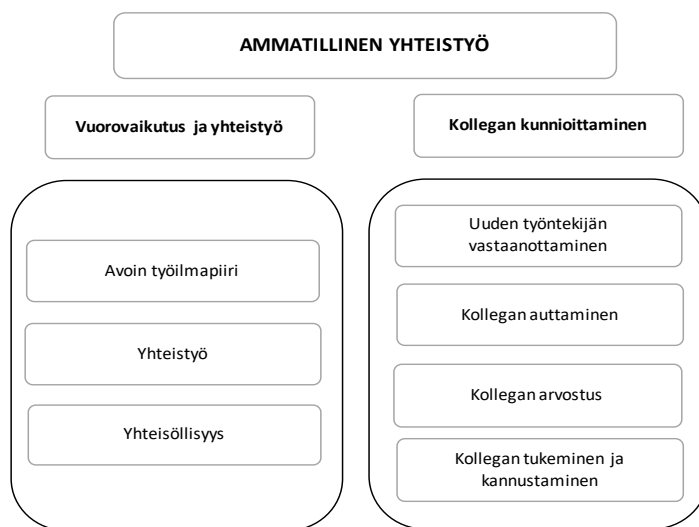 AMMATILLINEN YHTEISTYÖ
Vuorovaikutus ja yhteistyö
Avoin työilmapiiri
Yhteistyö
Yhteisöllisyys
Kollegan kunnioittaminen
Uuden työntekijän
vastaanottaminen
Kollegan auttaminen
Kollegan arvostus
Kollegan tukeminen ja
kannustaminen